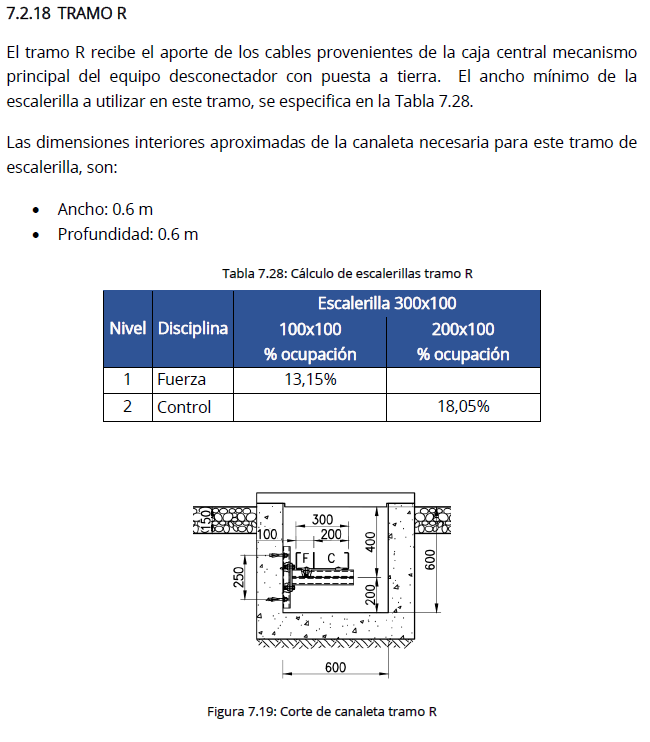 7.2.18 TRAMO R
El tramo R recibe el aporte de los cables provenientes de la caja central mecanismo
principal del equipo desconectador con puesta a tierra. El ancho mínimo de la
escalerilla a utilizar en este tramo, se especifica en la Tabla 7.28.
Las dimensiones interiores aproximadas de la canaleta necesaria para este tramo de
escalerilla, son:
• Ancho: 0.6 m
• Profundidad: 0.6 m
Tabla 7.28: Cálculo de escalerillas tramo R
Escalerilla 300x100
Nivel Disciplina 100x100 200x100
% ocupación % ocupación
1 Fuerza 13,15%
2 Control 18,05%
150
300
100 200
400
F C
600
250
200
600
Figura 7.19: Corte de canaleta tramo R